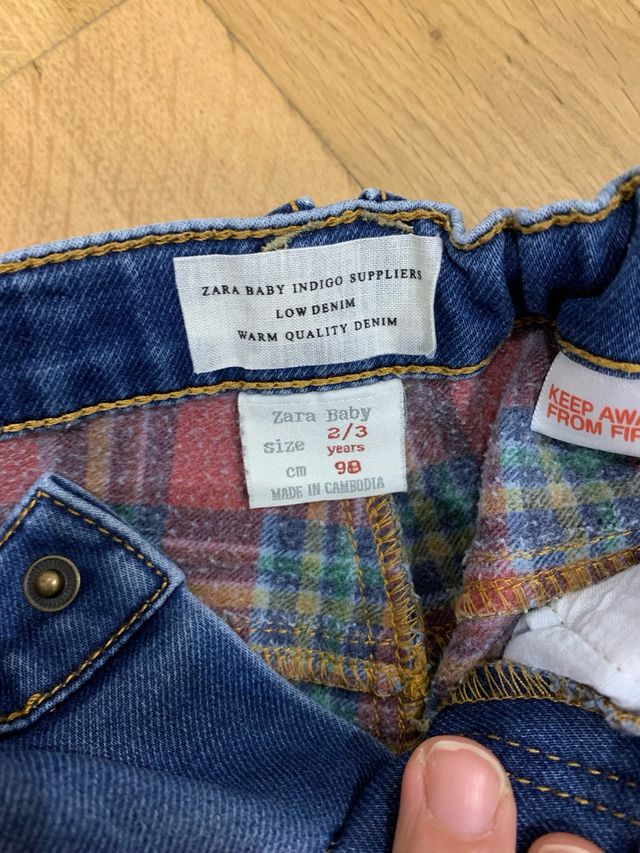 ZARA BABY INDIGO SUPPLIERS
LOW DENIM
WARM QUALITY DENIM
Zara Baby
size 2/3 years
cm 98
MADE IN CAMBODIA
KEEP AWA
FROM FIR